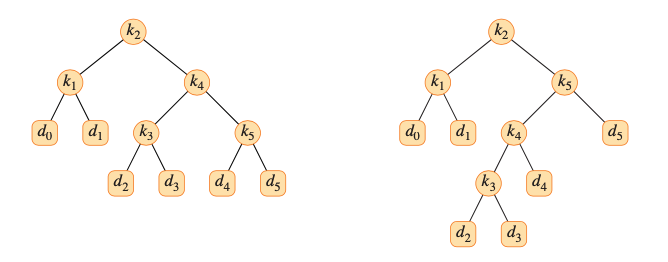 k₂ k₂
k₁ k₄ k₁ k₅
d₀ d₁ k₃ k₅ d₀ d₁ k₄ d₅
d₂ d₃ d₄ d₅ k₃ d₄
d₂ d₃